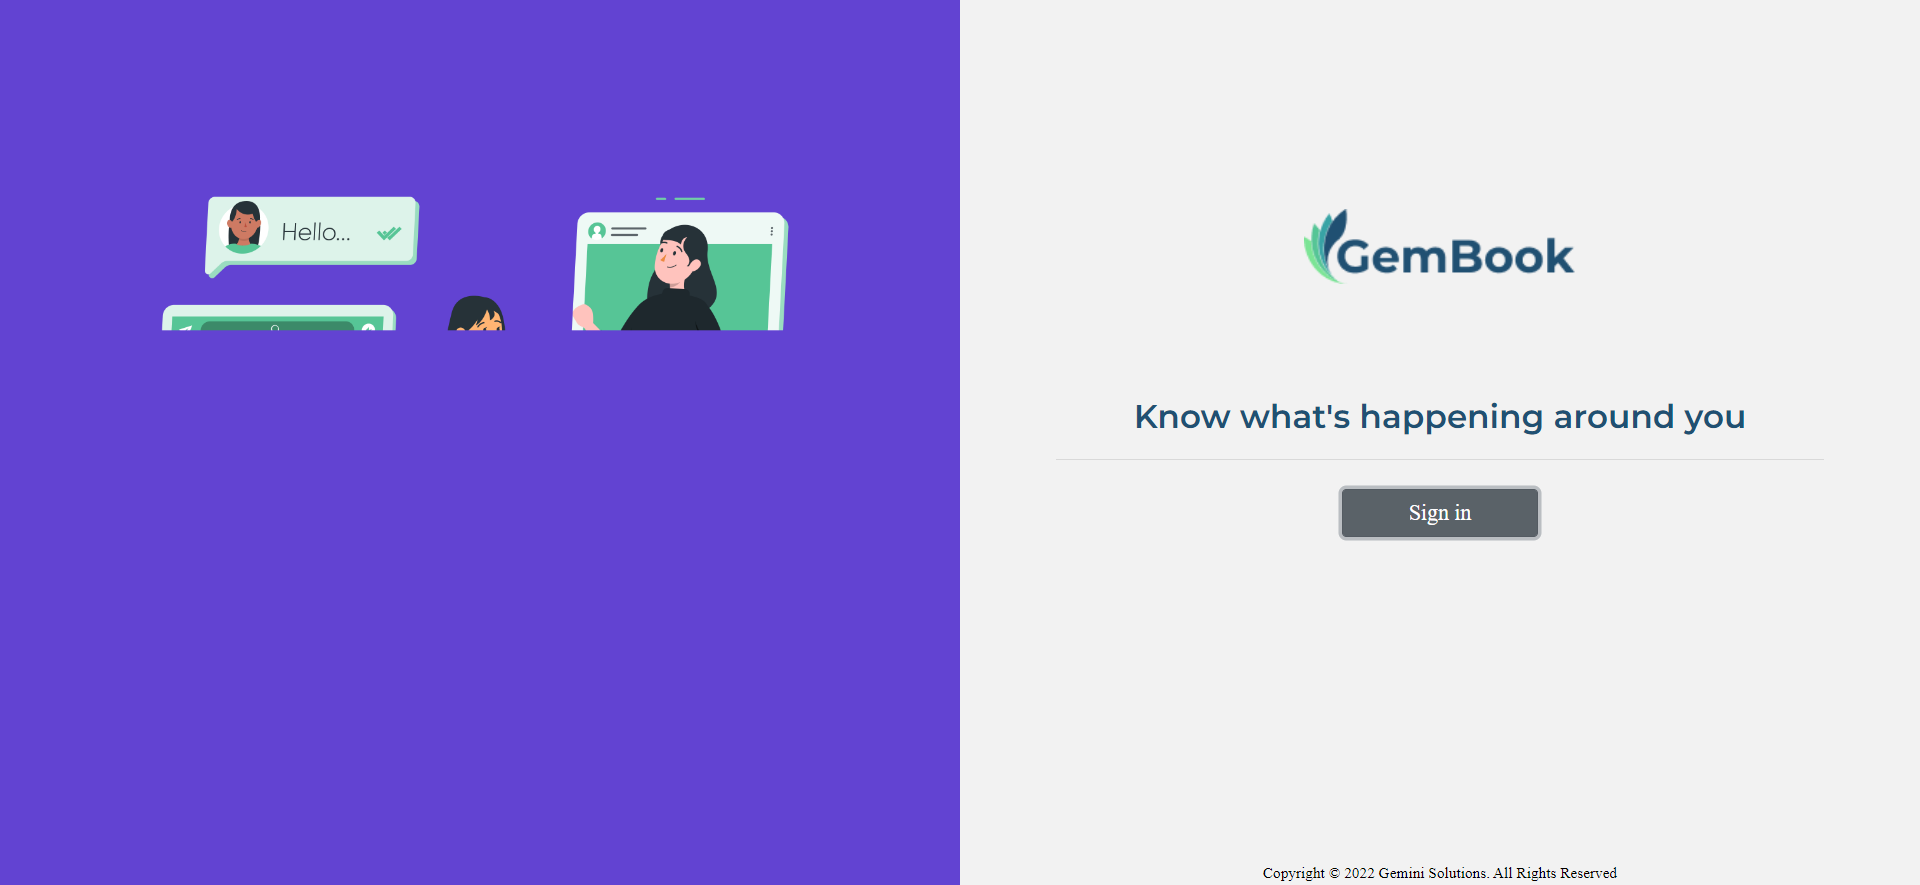 Hello...
GemBook
Know what's happening around you
Sign in
Copyright © 2022 Gemini Solutions. All Rights Reserved